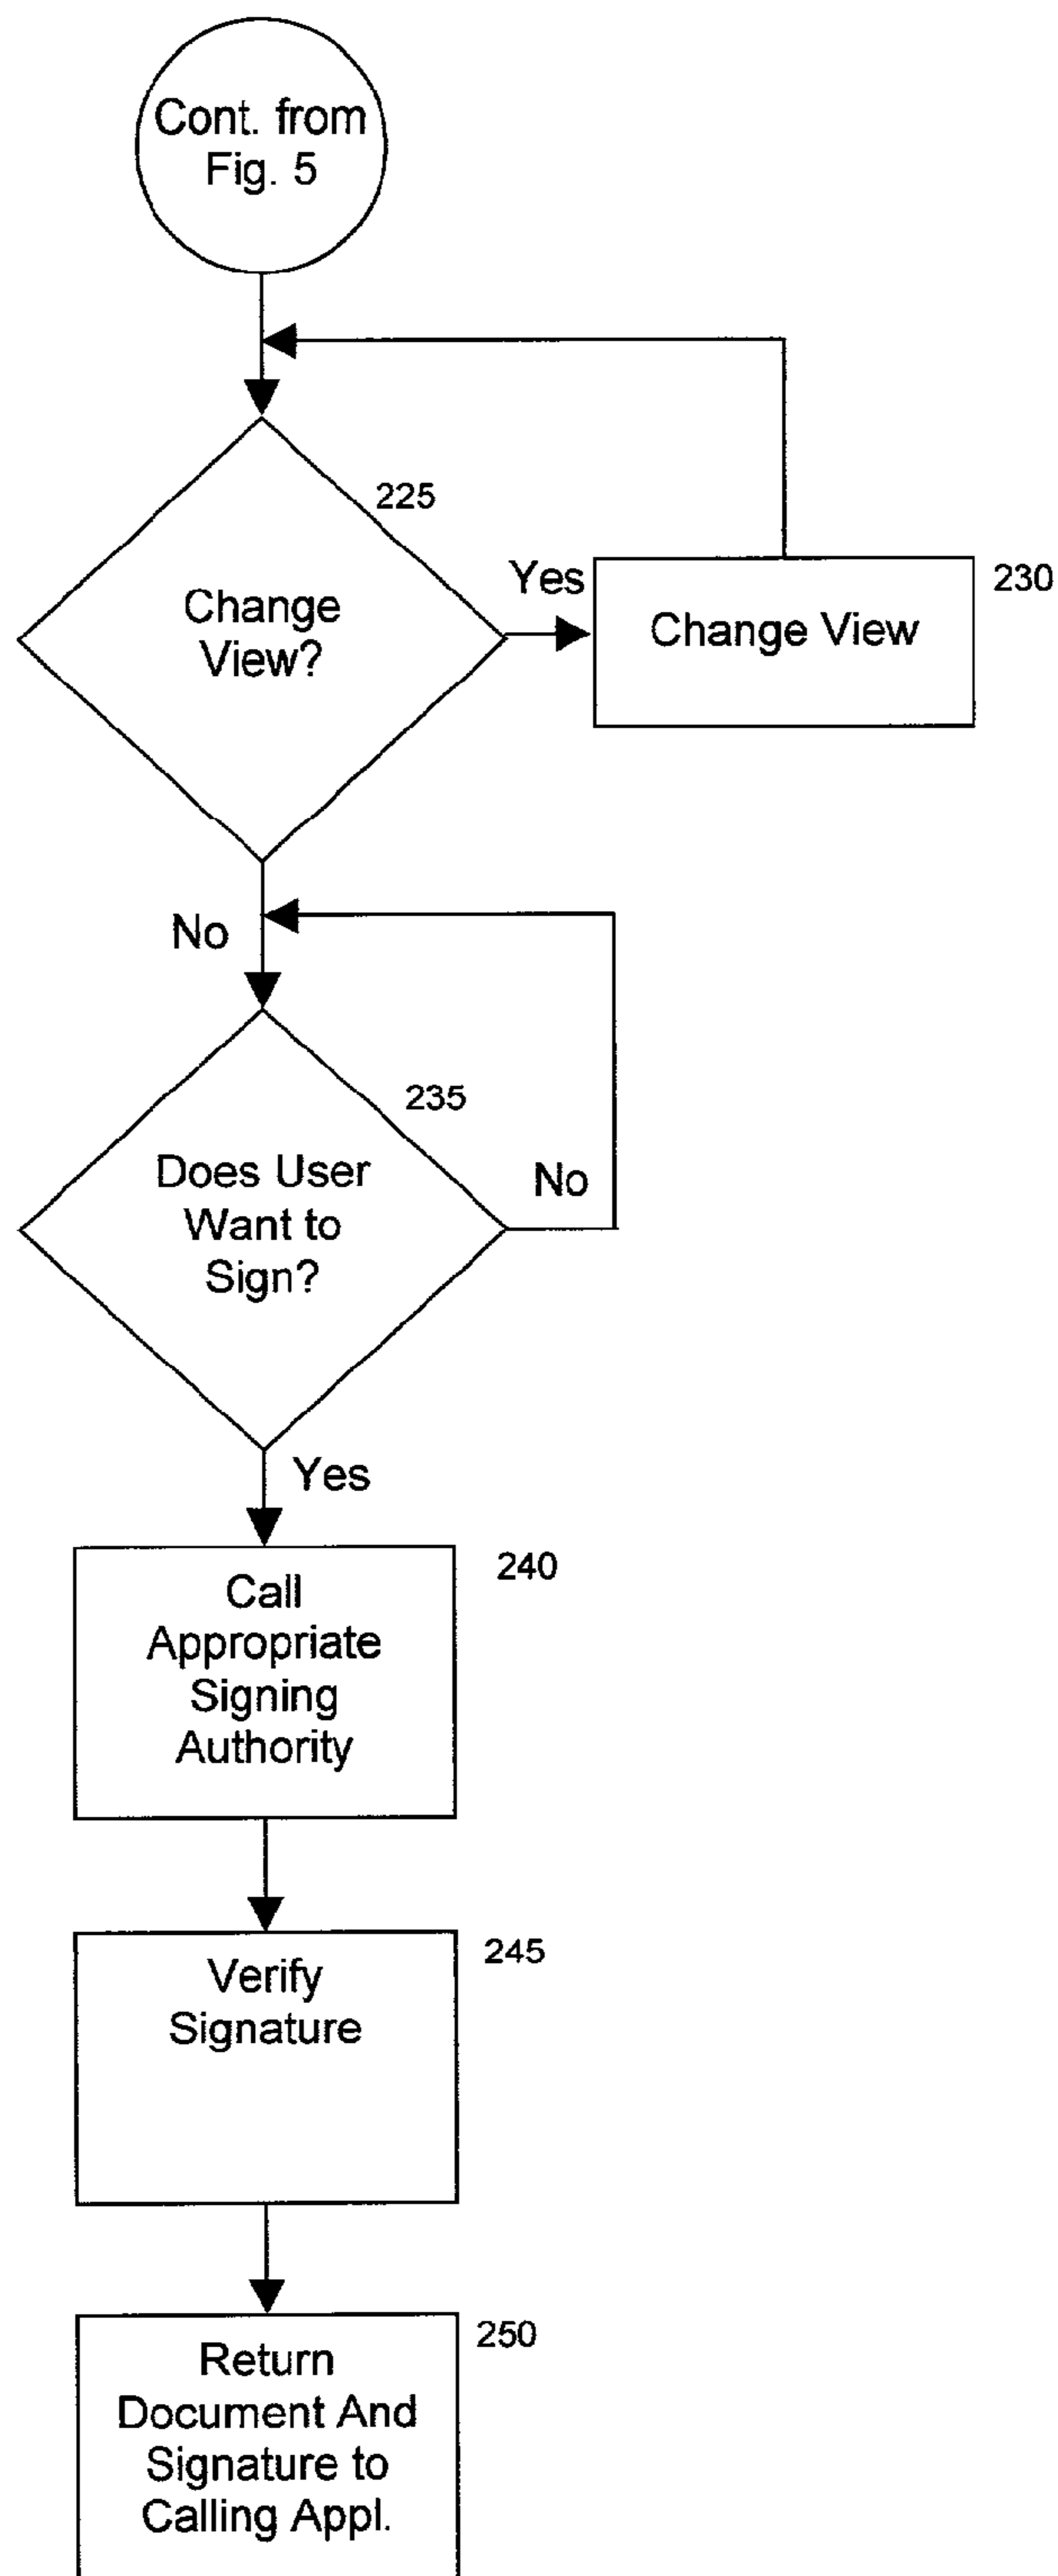 Cont. from
Fig. 5
225
Change
View?
Yes
Change View
230
No
235
Does User
Want to
Sign?
No
Yes
240
Call
Appropriate
Signing
Authority
245
Verify
Signature
250
Return
Document And
Signature to
Calling Appl.